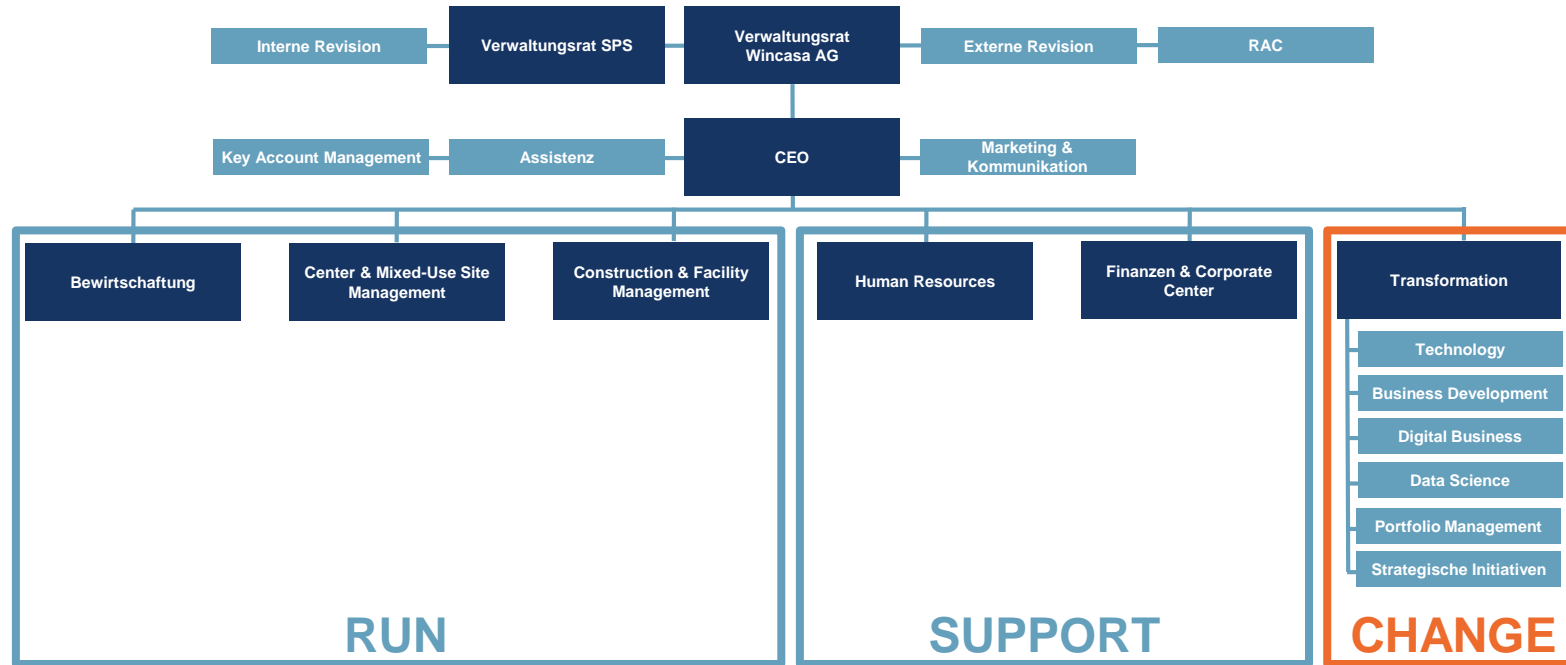 Interne Revision
Verwaltungsrat SPS
Verwaltungsrat
Wincasa AG
Externe Revision
RAC
Key Account Management
Assistenz
CEO
Marketing &
Kommunikation
Bewirtschaftung
Center & Mixed-Use Site
Management
Construction & Facility
Management
Human Resources
Finanzen & Corporate
Center
Transformation
Technology
Business Development
Digital Business
Data Science
Portfolio Management
Strategische Initiativen
RUN
SUPPORT
CHANGE